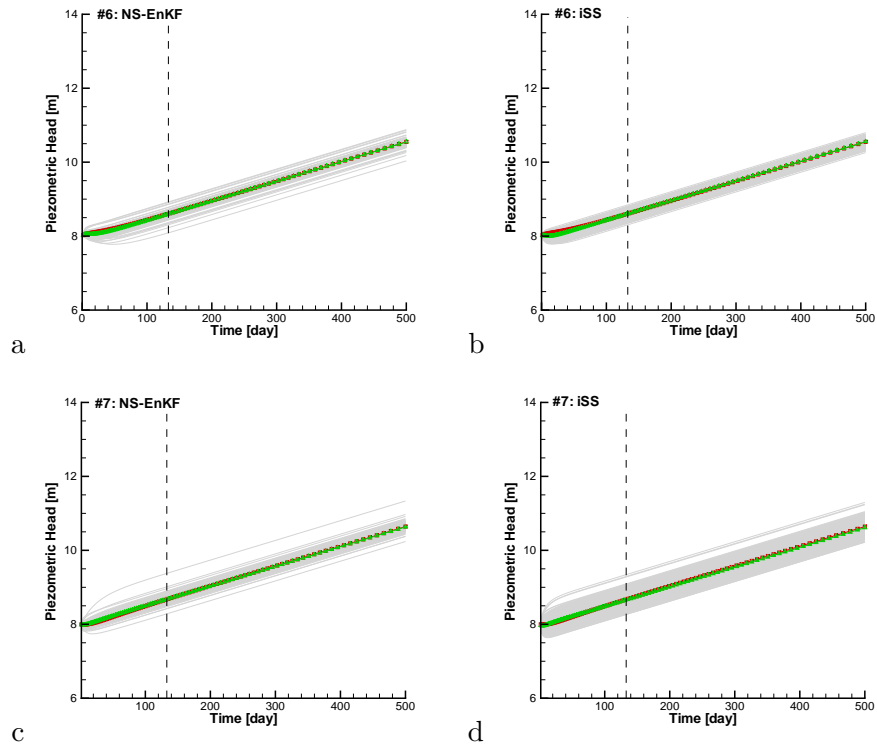 #6: NS-EnKF
14
12
10
8
6
Piezometric Head [m]
0 100 200 300 400 500
Time [day]
a
#6: iSS
14
12
10
8
6
Piezometric Head [m]
0 100 200 300 400 500
Time [day]
b
#7: NS-EnKF
14
12
10
8
6
Piezometric Head [m]
100 200 300 400 500
Time [day]
c
#7: iSS
14
12
10
8
6
Piezometric Head [m]
100 200 300 400 500
Time [day]
d